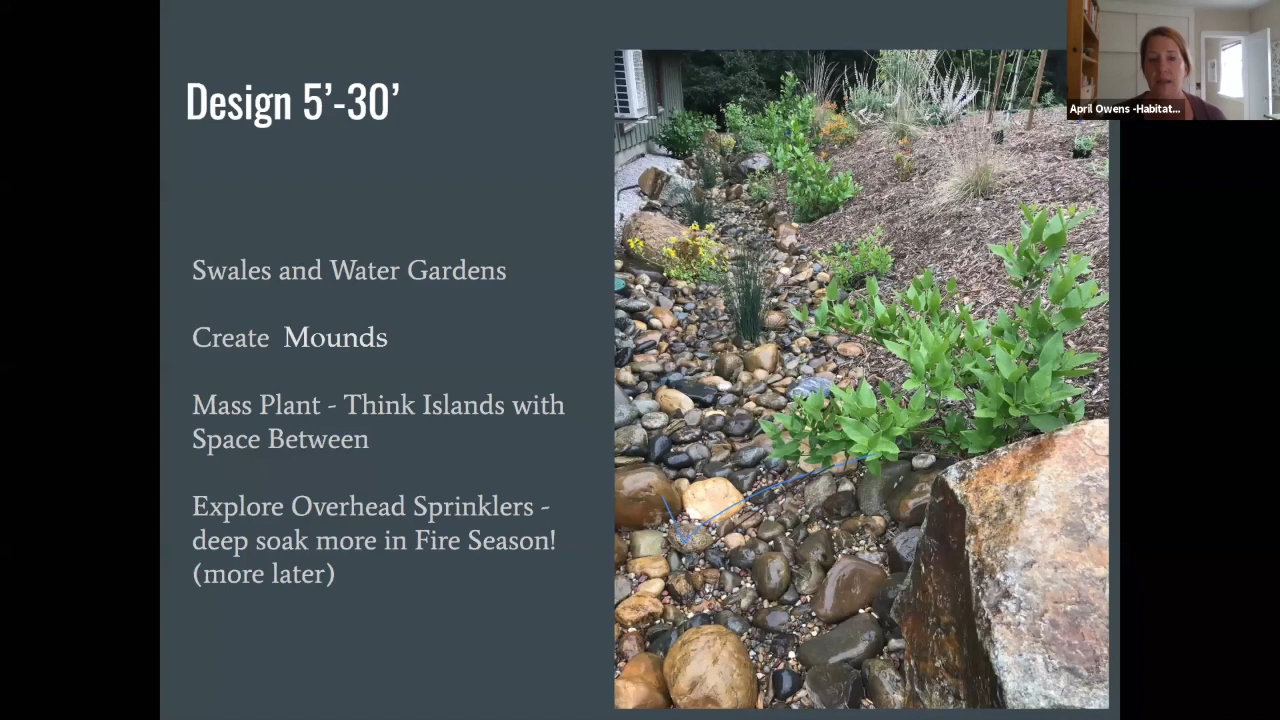 Design 5’-30’
April Owens -Habitat...
Swales and Water Gardens
Create Mounds
Mass Plant - Think Islands with
Space Between
Explore Overhead Sprinklers -
deep soak more in Fire Season!
(more later)